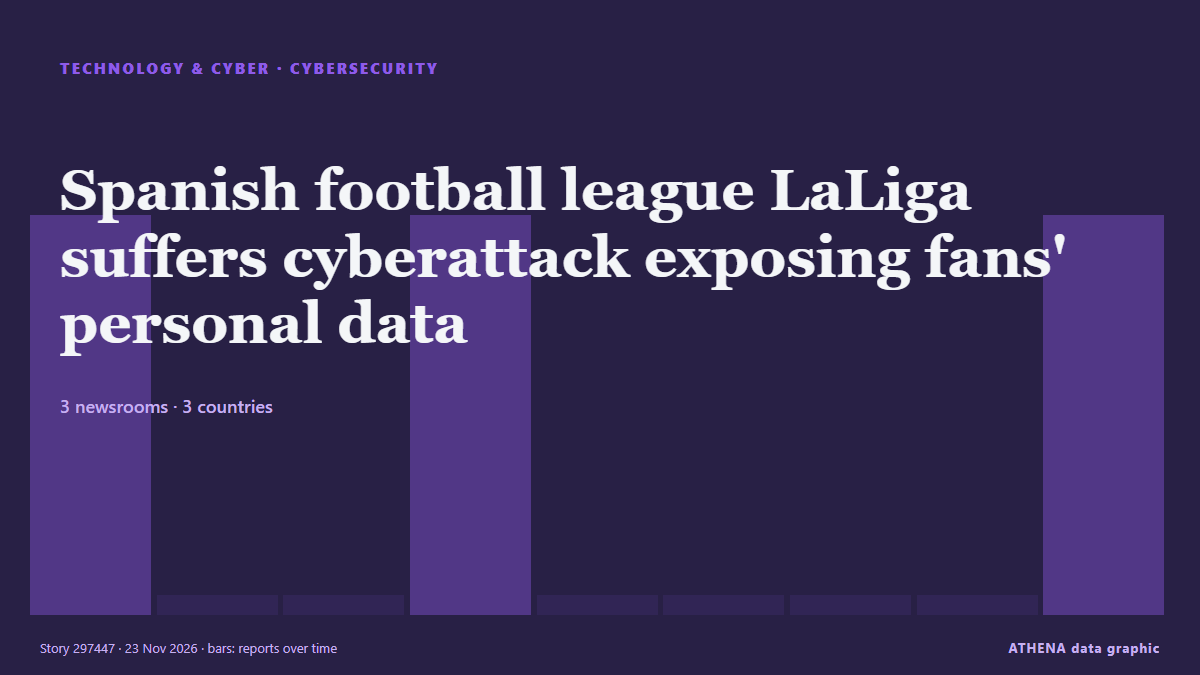 TECHNOLOGY & CYBER · CYBERSECURITY
Spanish football league LaLiga
suffers cyberattack exposing fans'
personal data
3 newsrooms · 3 countries
Story 297447 · 23 Nov 2026 · bars: reports over time
ATHENA data graphic